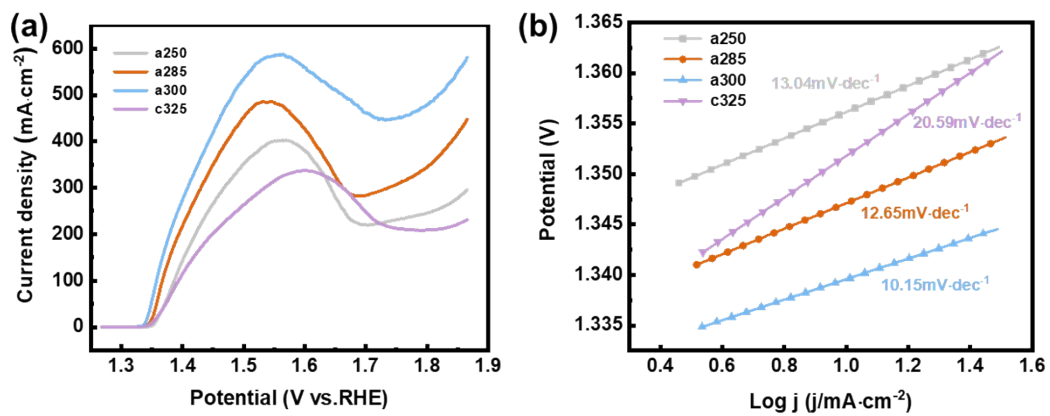 (a)
a250
a285
a300
c325
600
500
400
300
200
100
0
Current density (mA·cm⁻²)
1.3
1.4
1.5
1.6
1.7
1.8
1.9
Potential (V vs.RHE)
(b)
a250
a285
a300
c325
13.04mV·dec⁻¹
20.59mV·dec⁻¹
12.65mV·dec⁻¹
10.15mV·dec⁻¹
1.365
1.360
1.355
1.350
1.345
1.340
1.335
Potential (V)
0.4
0.6
0.8
1.0
1.2
1.4
1.6
Log j (j/mA·cm⁻²)